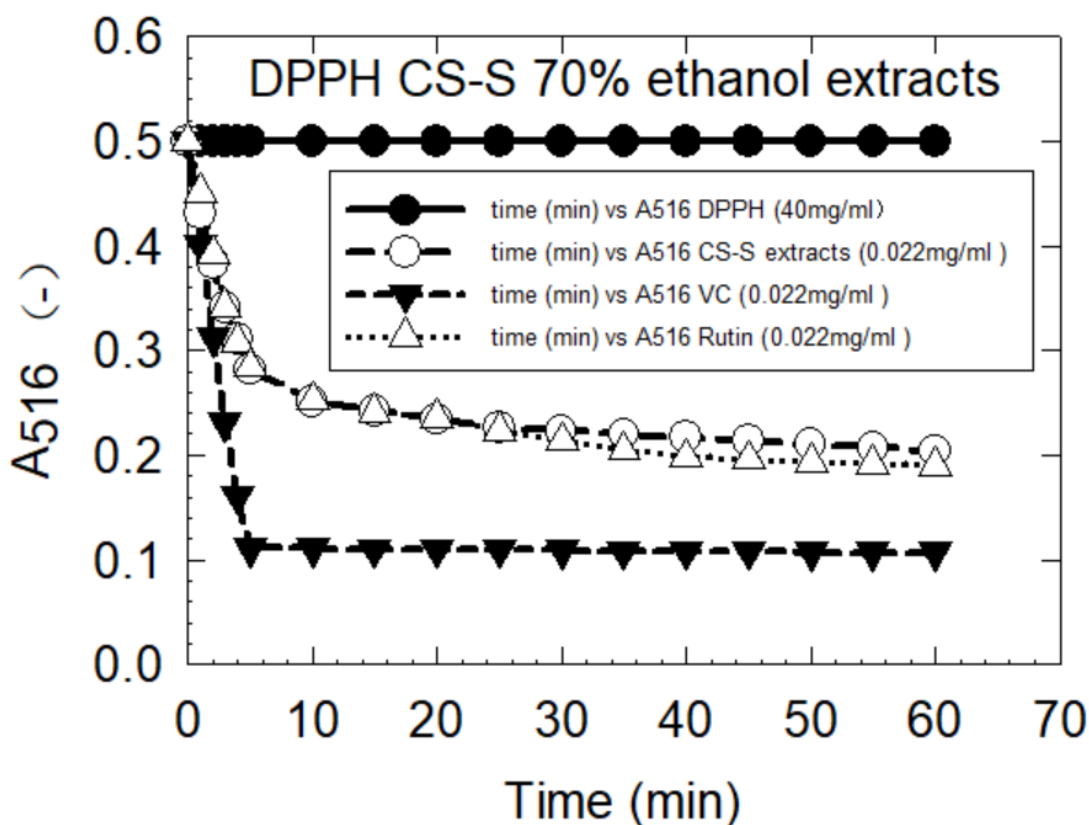 DPPH CS-S 70% ethanol extracts
0.6
0.5
0.4
0.3
0.2
0.1
0.0
A516 (-)
time (min) vs A516 DPPH (40mg/ml）
time (min) vs A516 CS-S extracts (0.022mg/ml )
time (min) vs A516 VC (0.022mg/ml )
time (min) vs A516 Rutin (0.022mg/ml )
0 10 20 30 40 50 60 70
Time (min)